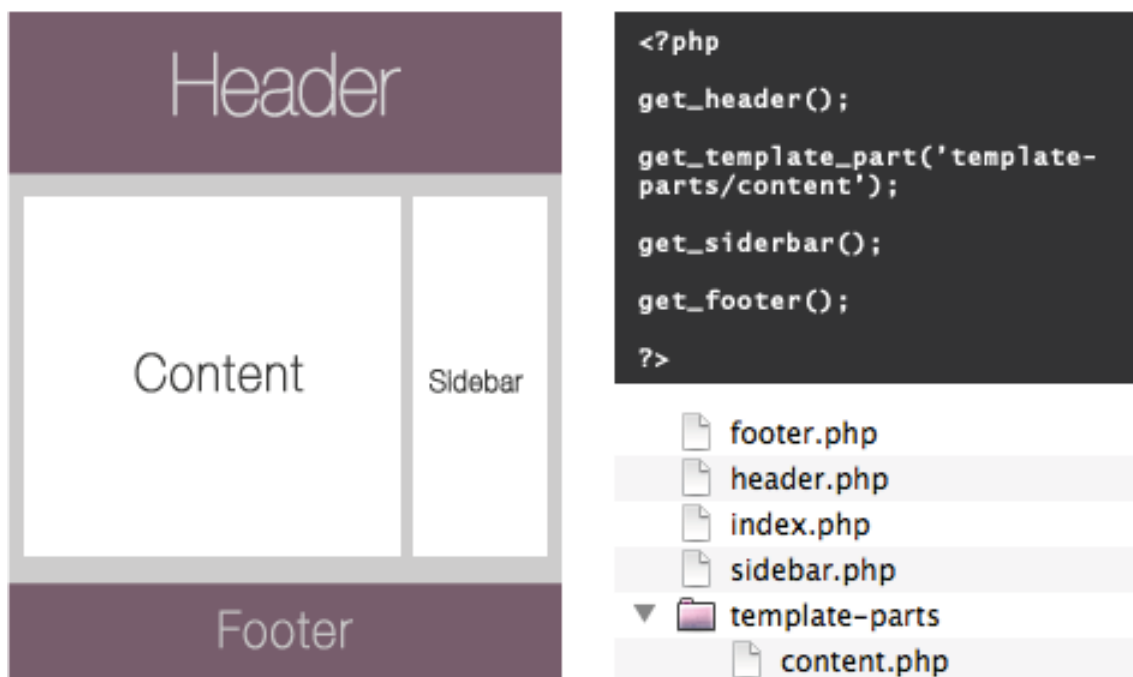 Header
Content
Sidebar
Footer
<?php
get_header();
get_template_part('template-
parts/content');
get_siderbar();
get_footer();
?>
footer.php
header.php
index.php
sidebar.php
template-parts
content.php